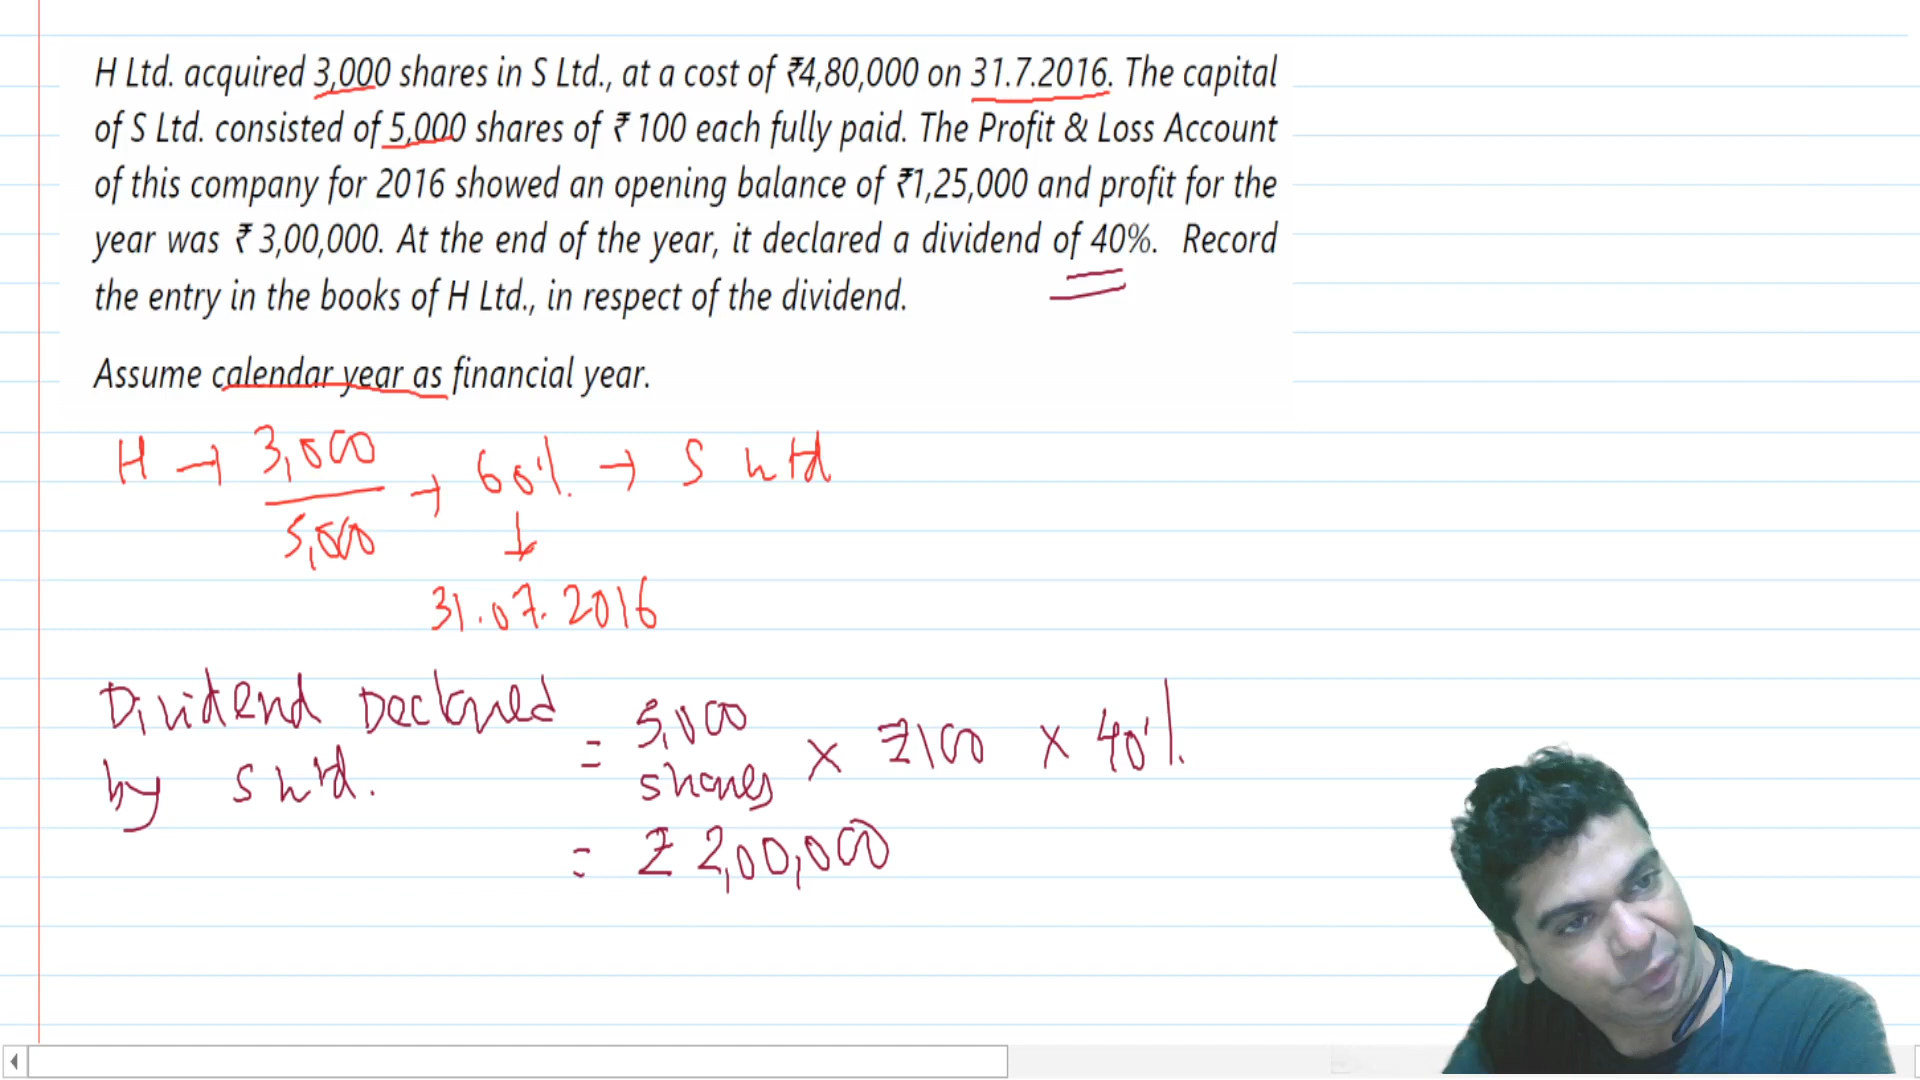 H Ltd. acquired 3,000 shares in S Ltd., at a cost of ₹4,80,000 on 31.7.2016. The capital
of S Ltd. consisted of 5,000 shares of ₹ 100 each fully paid. The Profit & Loss Account
of this company for 2016 showed an opening balance of ₹1,25,000 and profit for the
year was ₹ 3,00,000. At the end of the year, it declared a dividend of 40%. Record
the entry in the books of H Ltd., in respect of the dividend.
Assume calendar year as financial year.
H → 3,000 / 5,000 → 60% → S Ltd
↓
31.07.2016
Dividend Declared by S Ltd. = 5,000 shares × ₹100 × 40%
= ₹ 2,00,000